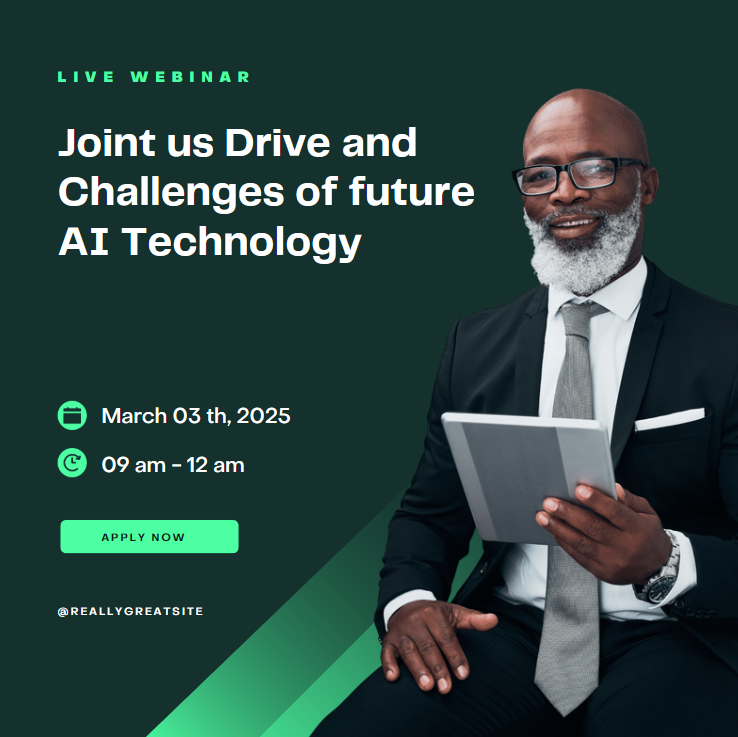 LIVE WEBINAR
Joint us Drive and
Challenges of future
AI Technology
March 03 th, 2025
09 am - 12 am
APPLY NOW
@REALLYGREATSITE